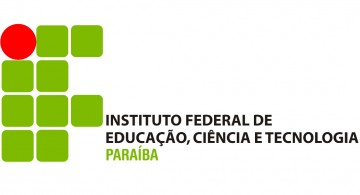 INSTITUTO FEDERAL DE
EDUCAÇÃO, CIÊNCIA E TECNOLOGIA
PARAÍBA